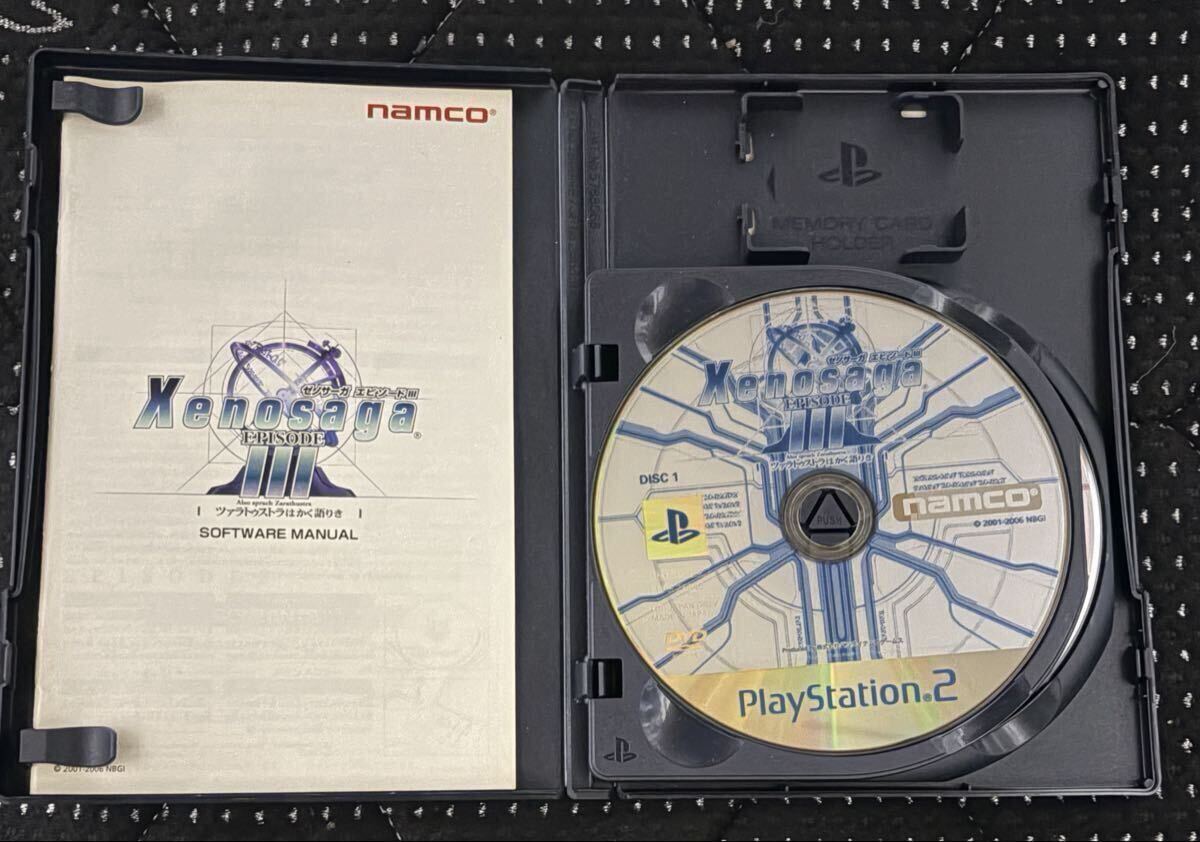 namco®
ゼノサーガ エピソードIII
Xenosaga®
EPISODE
III
Also sprach Zarathustra
ツァラトゥストラはかく語りき
SOFTWARE MANUAL
© 2001-2006 NBGI
MEMORY CARD
HOLDER
ゼノサーガ エピソードIII
Xenosaga®
EPISODE
III
Also sprach Zarathustra
ツァラトゥストラはかく語りき
DISC 1
namco®
© 2001-2006 NBGI
PUSH
DVD
PlayStation®2